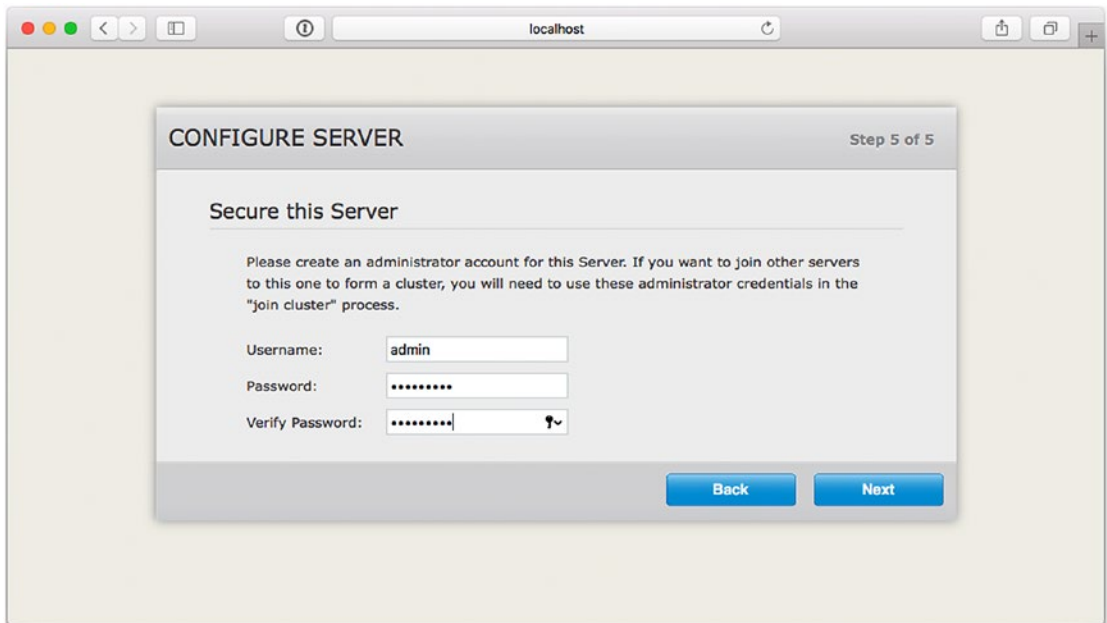 localhost
CONFIGURE SERVER
Step 5 of 5
Secure this Server
Please create an administrator account for this Server. If you want to join other servers
to this one to form a cluster, you will need to use these administrator credentials in the
"join cluster" process.
Username: admin
Password: •••••••••
Verify Password: •••••••••
Back Next